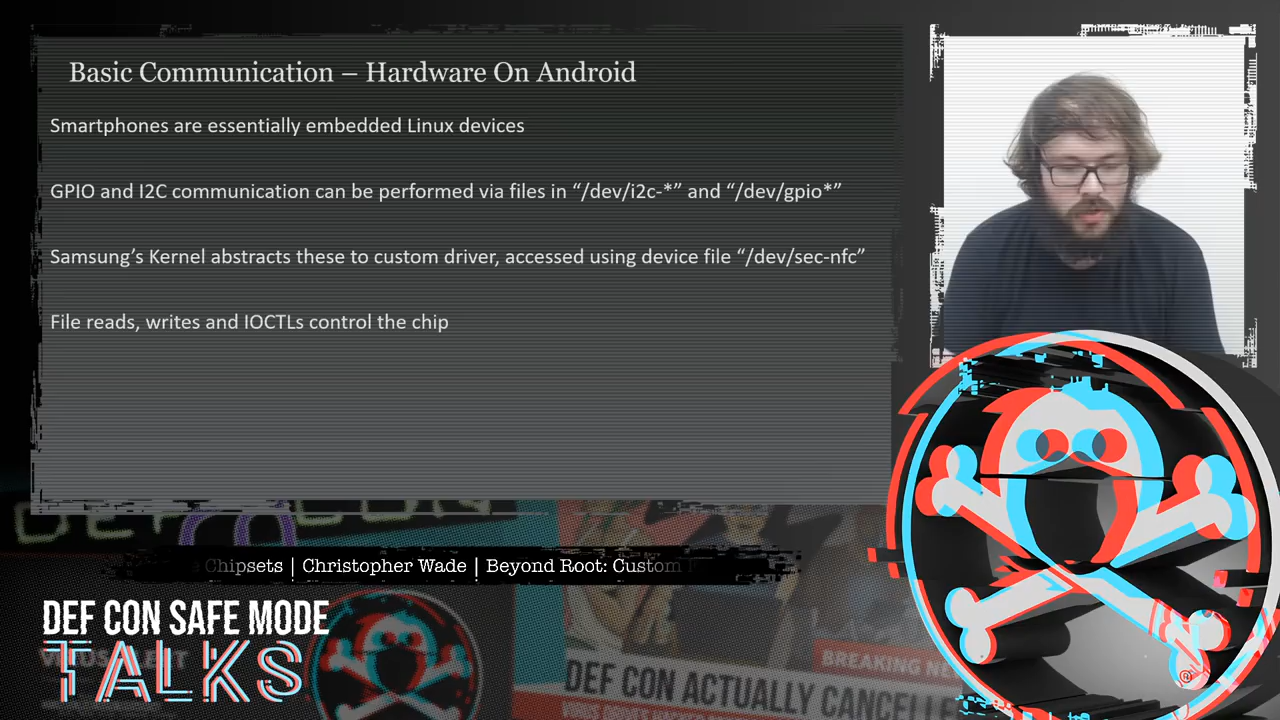 Basic Communication – Hardware On Android
Smartphones are essentially embedded Linux devices
GPIO and I2C communication can be performed via files in “/dev/i2c-*” and “/dev/gpio*”
Samsung’s Kernel abstracts these to custom driver, accessed using device file “/dev/sec-nfc”
File reads, writes and IOCTLs control the chip
DEF CON
Chipsets | Christopher Wade | Beyond Root: Custom
DEF CON SAFE MODE
TALKS
BREAKING NE
DEF CON ACTUALLY CANCELLE
®